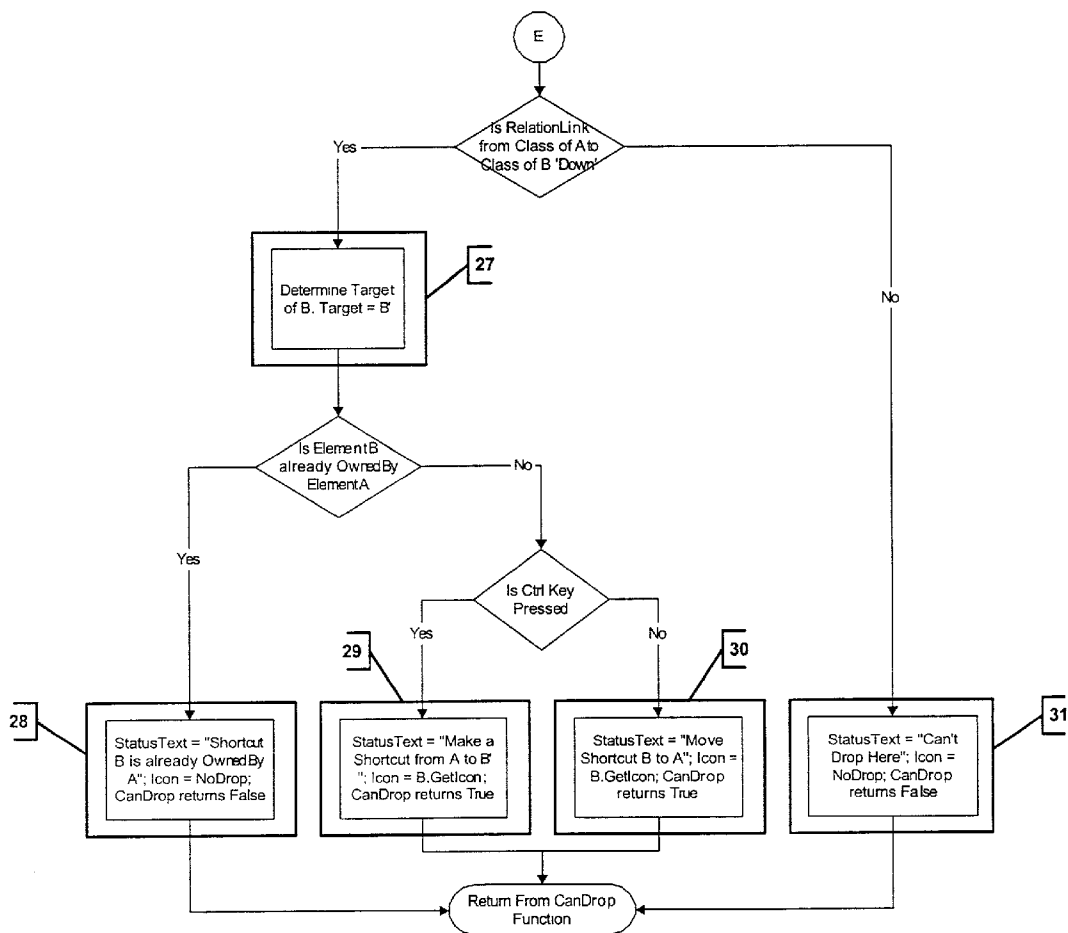 E
Is RelationLink
from Class of A to
Class of B 'Down'
Yes
No
27
Determine Target
of B. Target = B'
Is Element B
already OwnedBy
Element A
No
Yes
Is Ctrl Key
Pressed
Yes
No
29
30
28
31
StatusText = "Shortcut
B is already OwnedBy
A"; Icon = NoDrop;
CanDrop returns False
StatusText = "Make a
Shortcut from A to B'
"; Icon = B.GetIcon;
CanDrop returns True
StatusText = "Move
Shortcut B to A"; Icon =
B.GetIcon; CanDrop
returns True
StatusText = "Can't
Drop Here"; Icon =
NoDrop; CanDrop
returns False
Return From CanDrop
Function